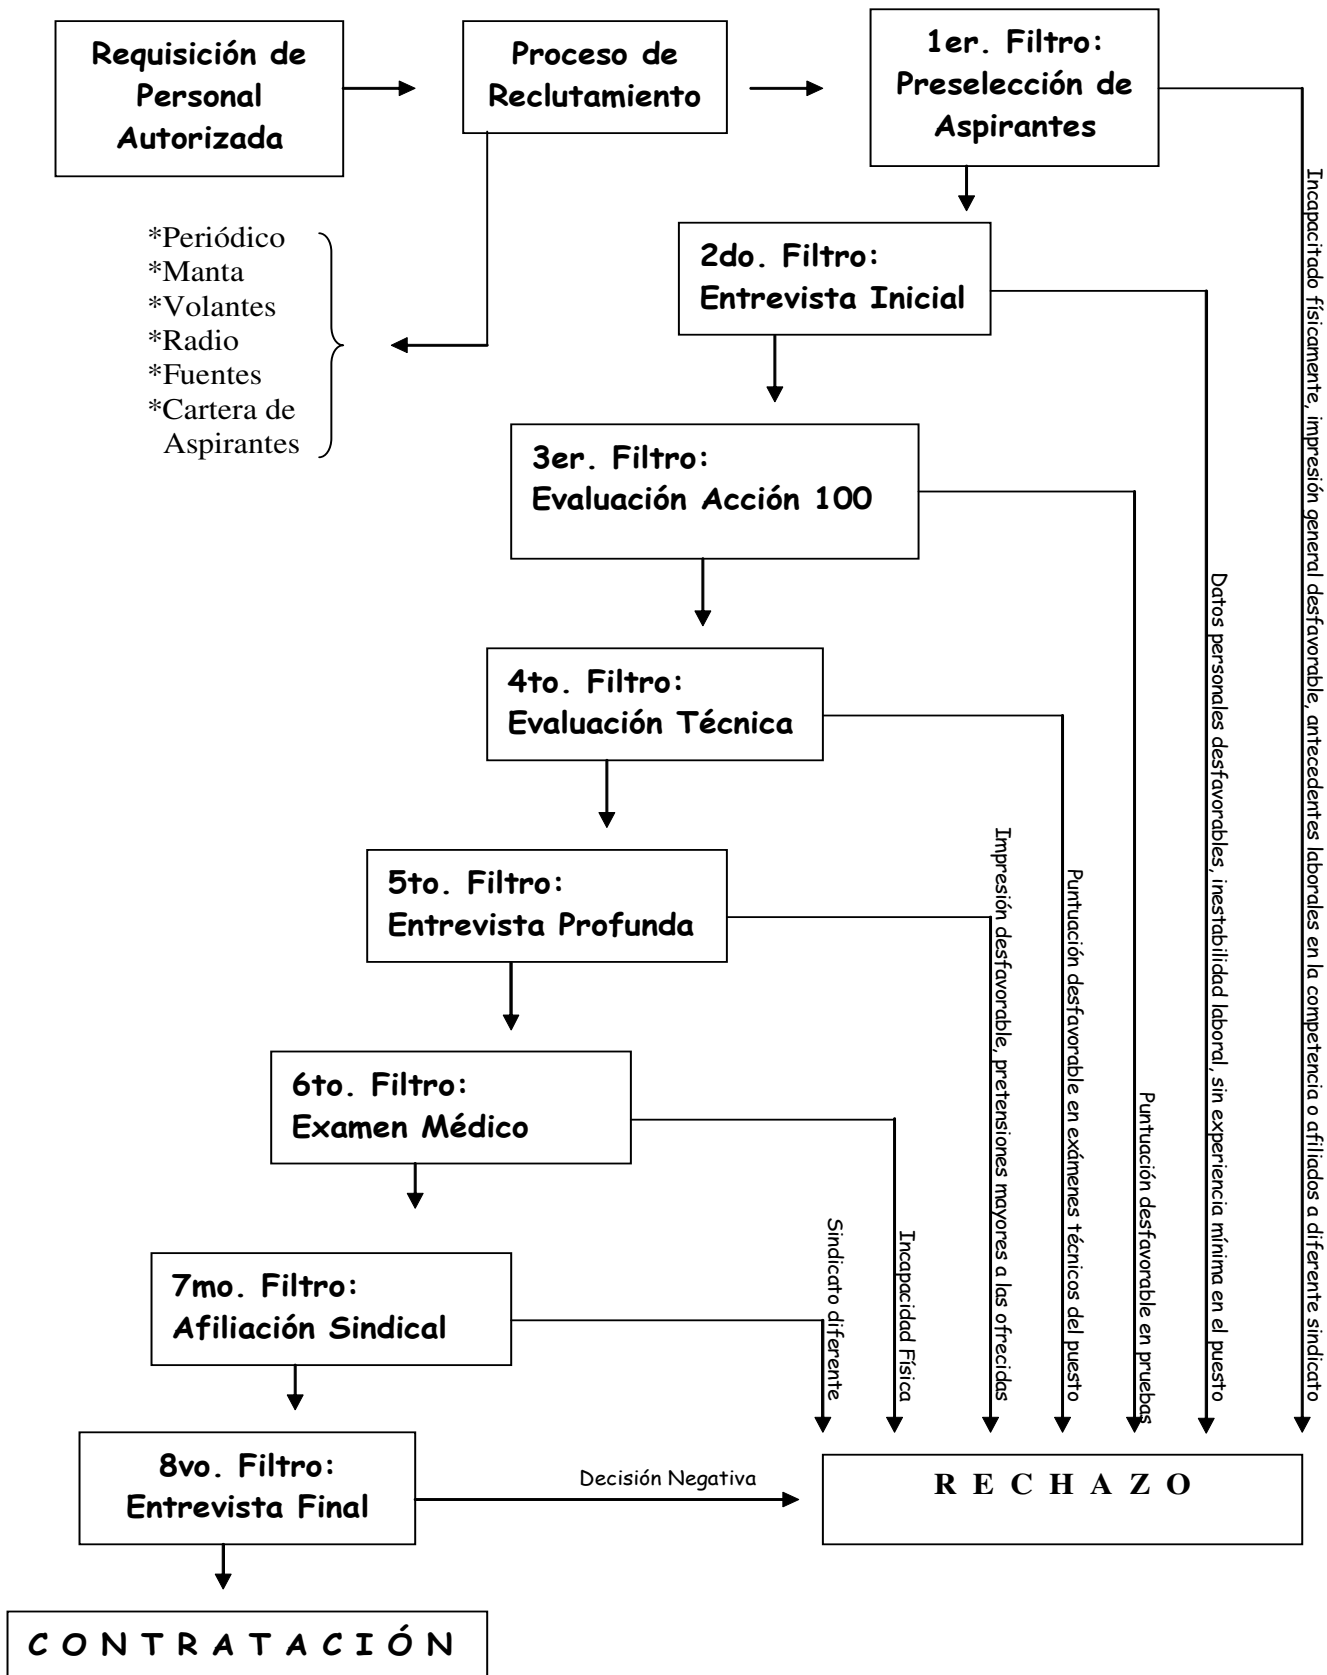 Requisición de
Personal
Autorizada
Proceso de
Reclutamiento
1er. Filtro:
Preselección de
Aspirantes
*Periódico
*Manta
*Volantes
*Radio
*Fuentes
*Cartera de
Aspirantes
2do. Filtro:
Entrevista Inicial
3er. Filtro:
Evaluación Acción 100
4to. Filtro:
Evaluación Técnica
5to. Filtro:
Entrevista Profunda
6to. Filtro:
Examen Médico
7mo. Filtro:
Afiliación Sindical
8vo. Filtro:
Entrevista Final
Decisión Negativa
Sindicato diferente
Incapacidad Física
Impresión desfavorable, pretensiones mayores a las ofrecidas
Puntuación desfavorable en exámenes técnicos del puesto
Puntuación desfavorable en pruebas
Datos personales desfavorables, inestabilidad laboral, sin experiencia mínima en el puesto
Incapacitado físicamente, impresión general desfavorable, antecedentes laborales en la competencia o afiliados a diferente sindicato
R E C H A Z O
C O N T R A T A C I Ó N